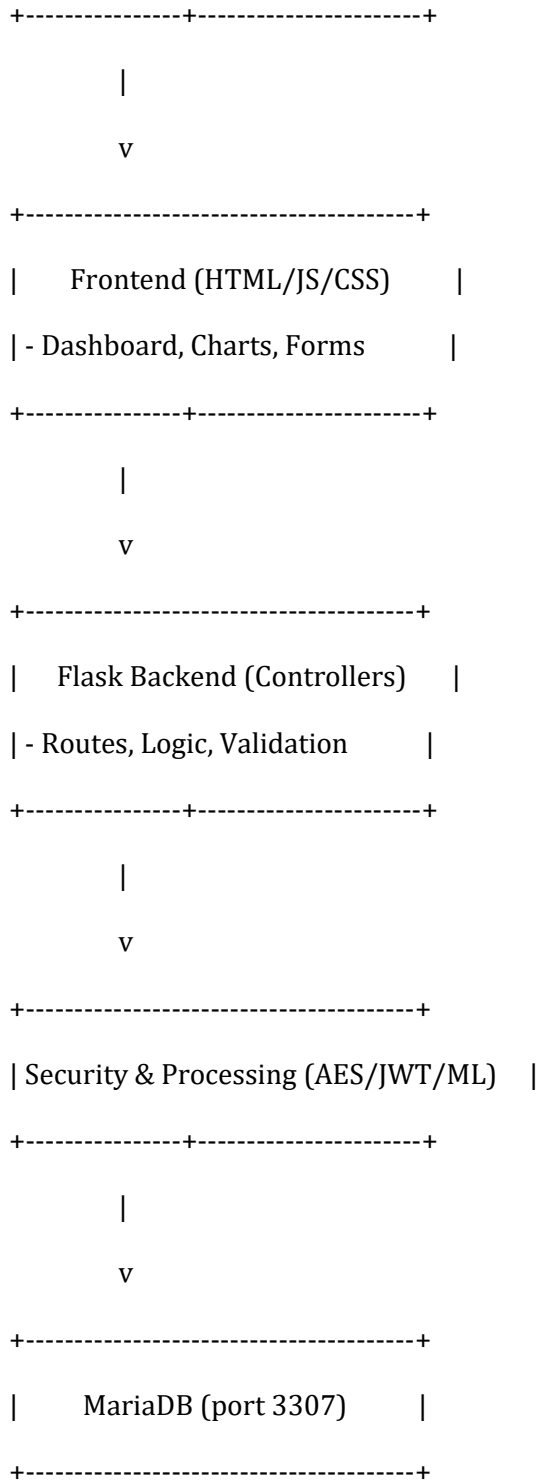 +----------------+-----------------------+
|
v
+----------------------------------------+
| Frontend (HTML/JS/CSS) |
| - Dashboard, Charts, Forms |
+----------------+-----------------------+
|
v
+----------------------------------------+
| Flask Backend (Controllers) |
| - Routes, Logic, Validation |
+----------------+-----------------------+
|
v
+----------------------------------------+
| Security & Processing (AES/JWT/ML) |
+----------------+-----------------------+
|
v
+----------------------------------------+
| MariaDB (port 3307) |
+----------------------------------------+